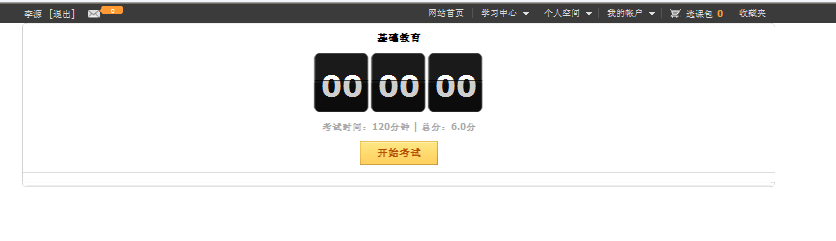 李源 [退出] 0 网站首页 学习中心 个人空间 我的帐户 选课包 0 收藏夹
基础教育
00 00 00
考试时间：120分钟 | 总分：6.0分
开始考试